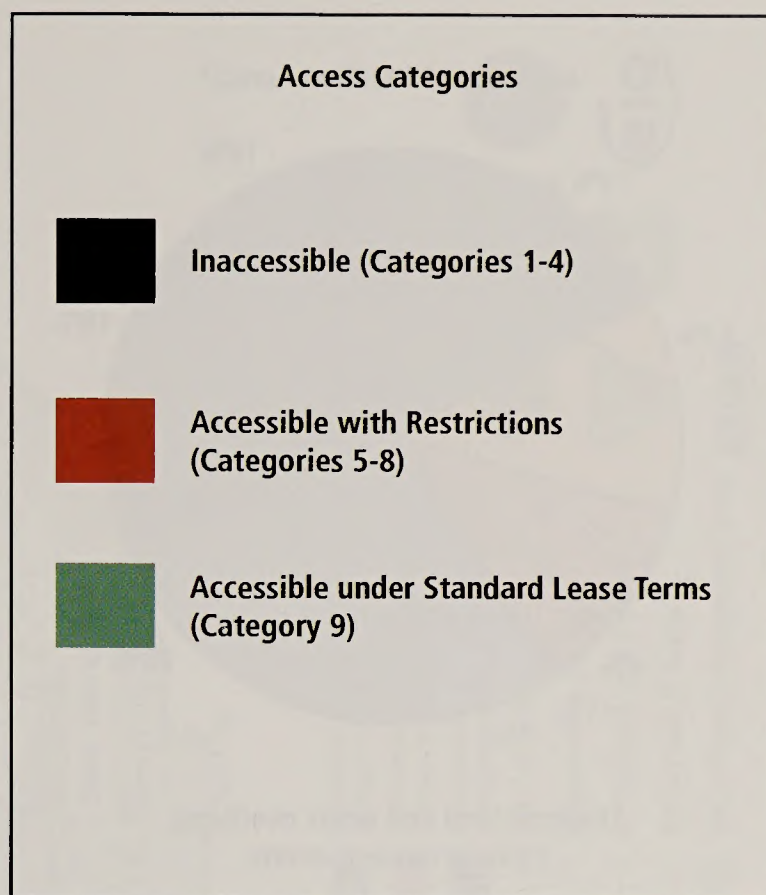 Access Categories
Inaccessible (Categories 1-4)
Accessible with Restrictions
(Categories 5-8)
Accessible under Standard Lease Terms
(Category 9)